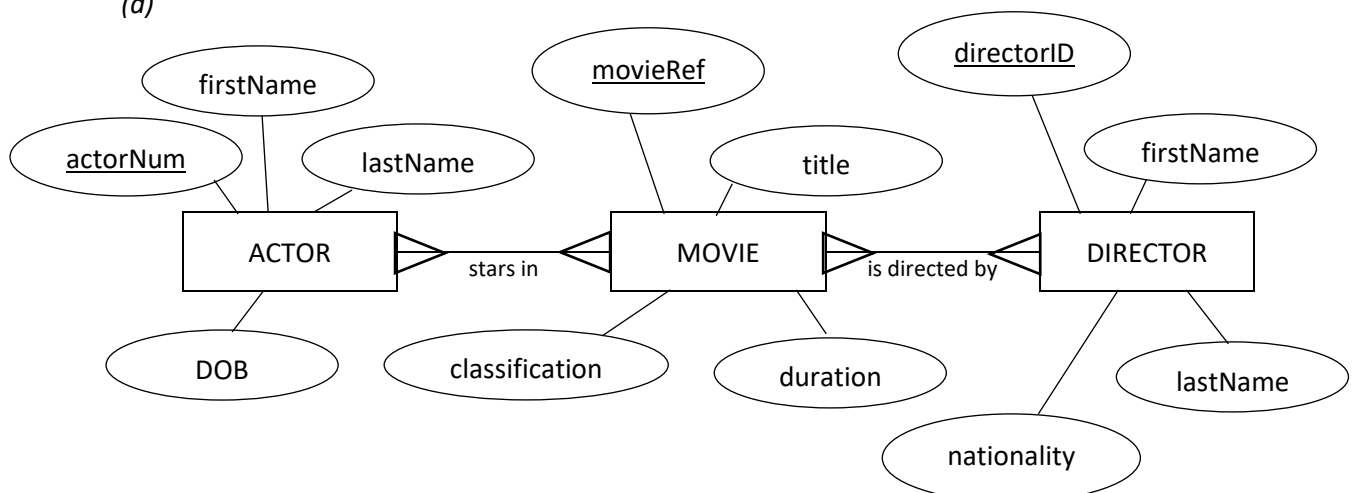 (a)
firstName
movieRef
directorID
actorNum
lastName
title
firstName
ACTOR
stars in
MOVIE
is directed by
DIRECTOR
DOB
classification
duration
lastName
nationality